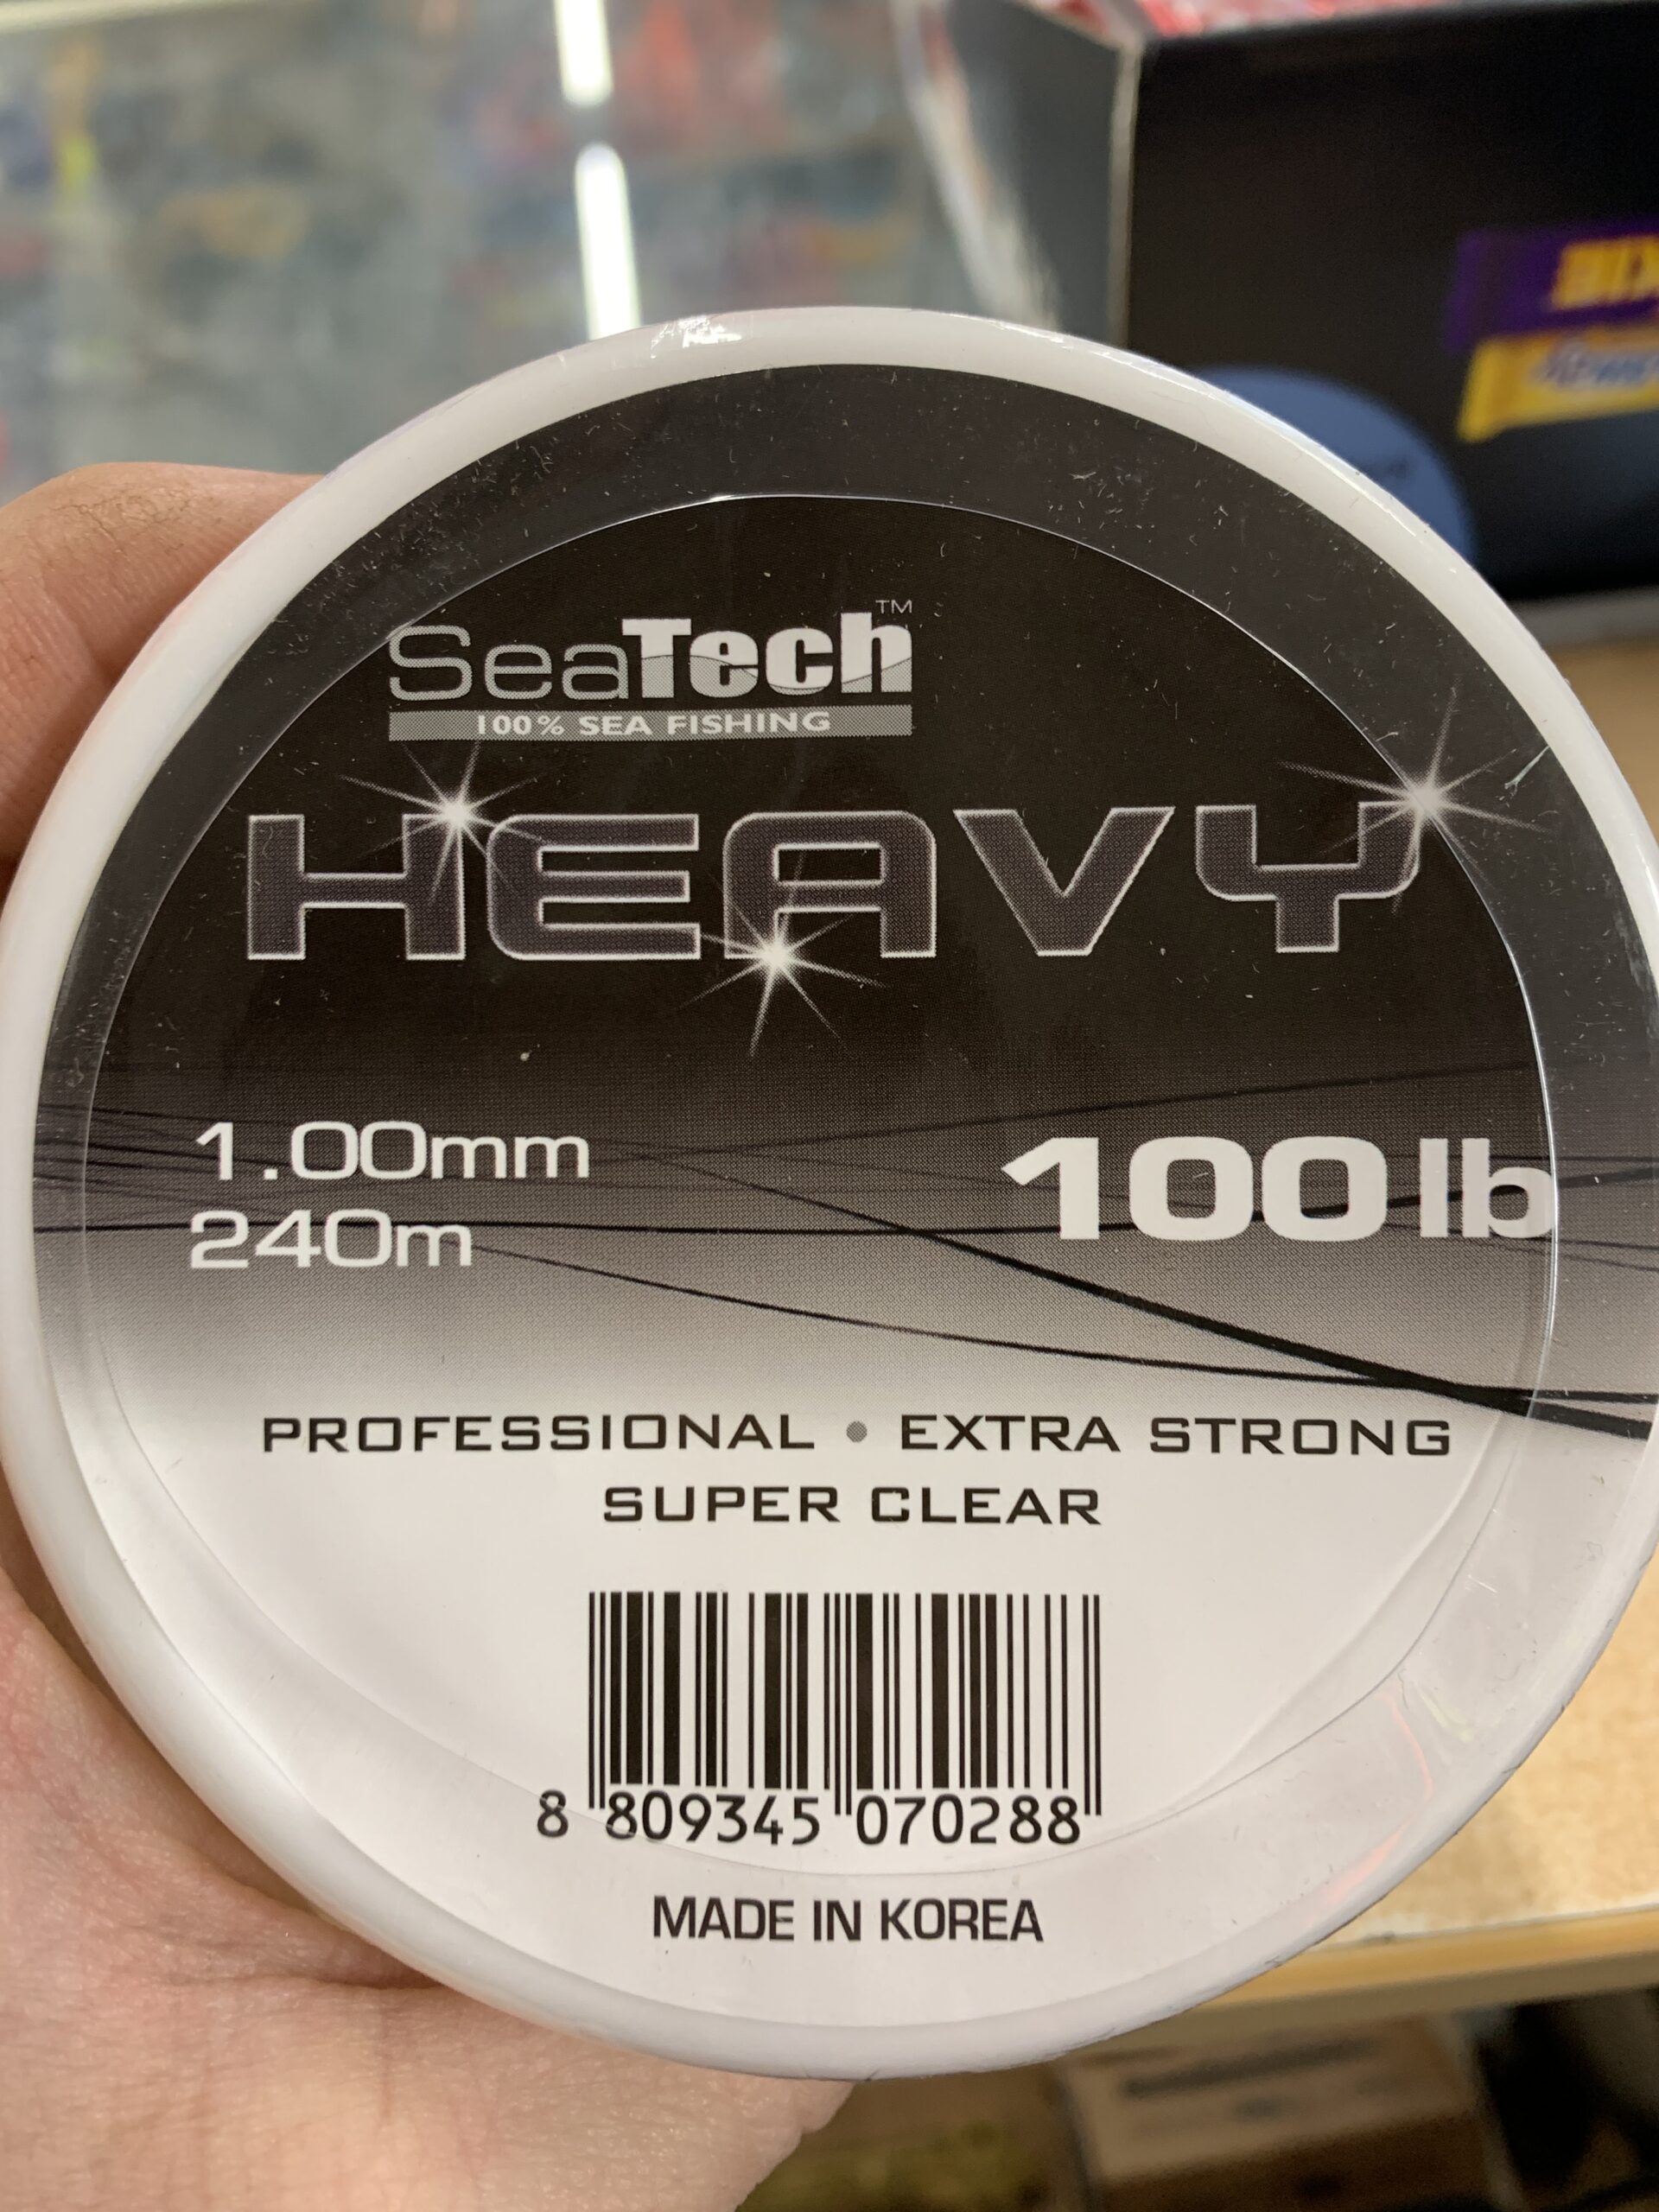 SeaTech™
100% SEA FISHING
HEAVY
1.00mm
240m
100 lb
PROFESSIONAL • EXTRA STRONG
SUPER CLEAR
8 809345 070288
MADE IN KOREA